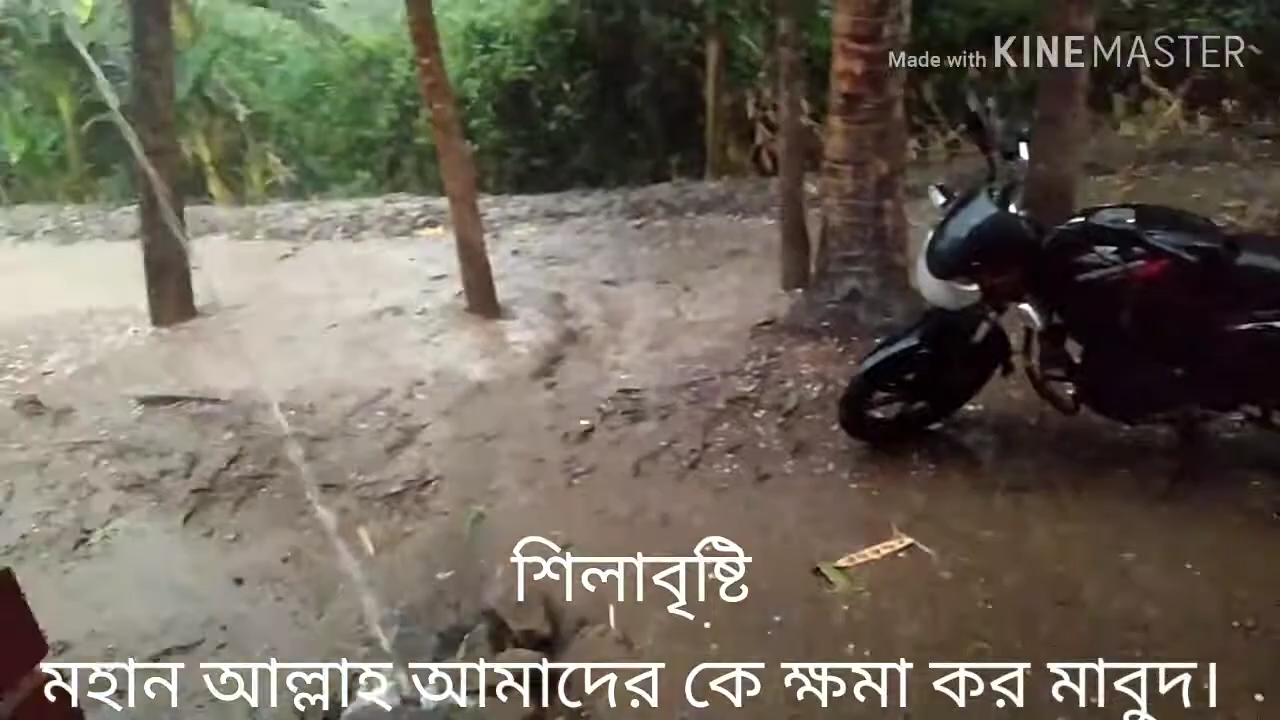 Made with KINEMASTER
শিলাবৃষ্টি
মহান আল্লাহ আমাদের কে ক্ষমা কর মাবুদ।